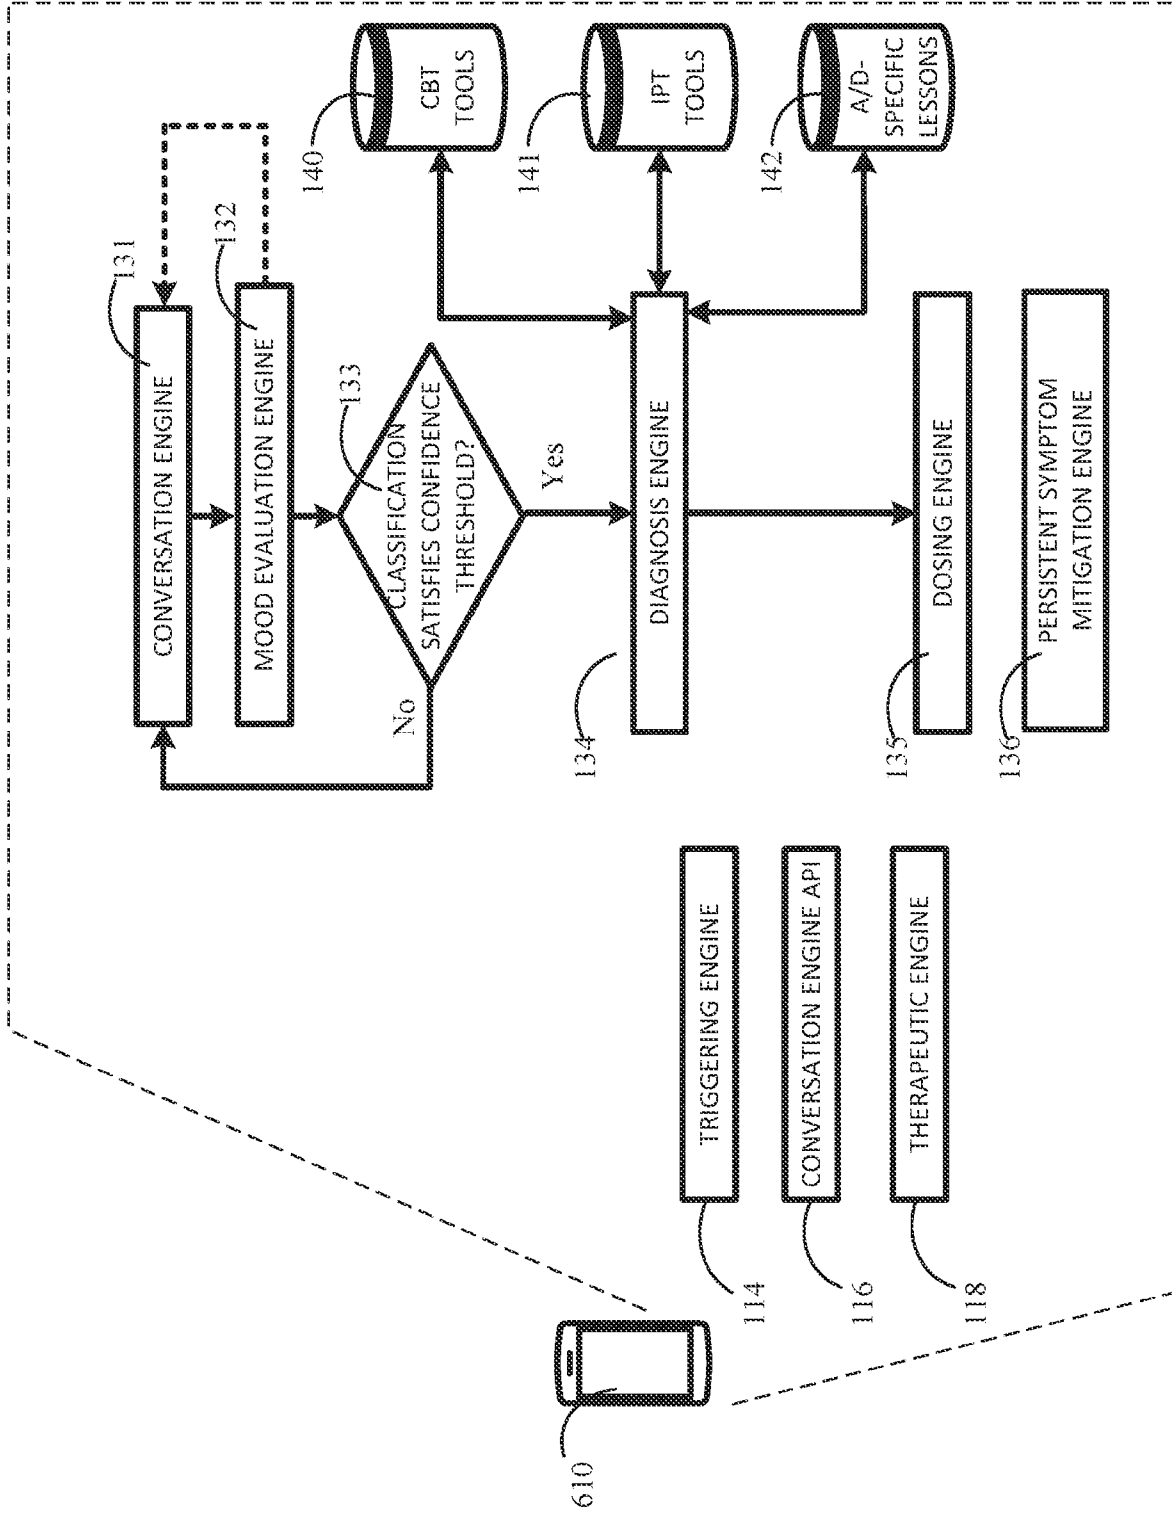 610
114
TRIGGERING ENGINE
116
CONVERSATION ENGINE API
118
THERAPEUTIC ENGINE
131
CONVERSATION ENGINE
132
MOOD EVALUATION ENGINE
133
CLASSIFICATION
SATISFIES CONFIDENCE
THRESHOLD?
No
Yes
134
DIAGNOSIS ENGINE
135
DOSING ENGINE
136
PERSISTENT SYMPTOM
MITIGATION ENGINE
140
CBT
TOOLS
141
IPT
TOOLS
142
A/D-
SPECIFIC
LESSONS